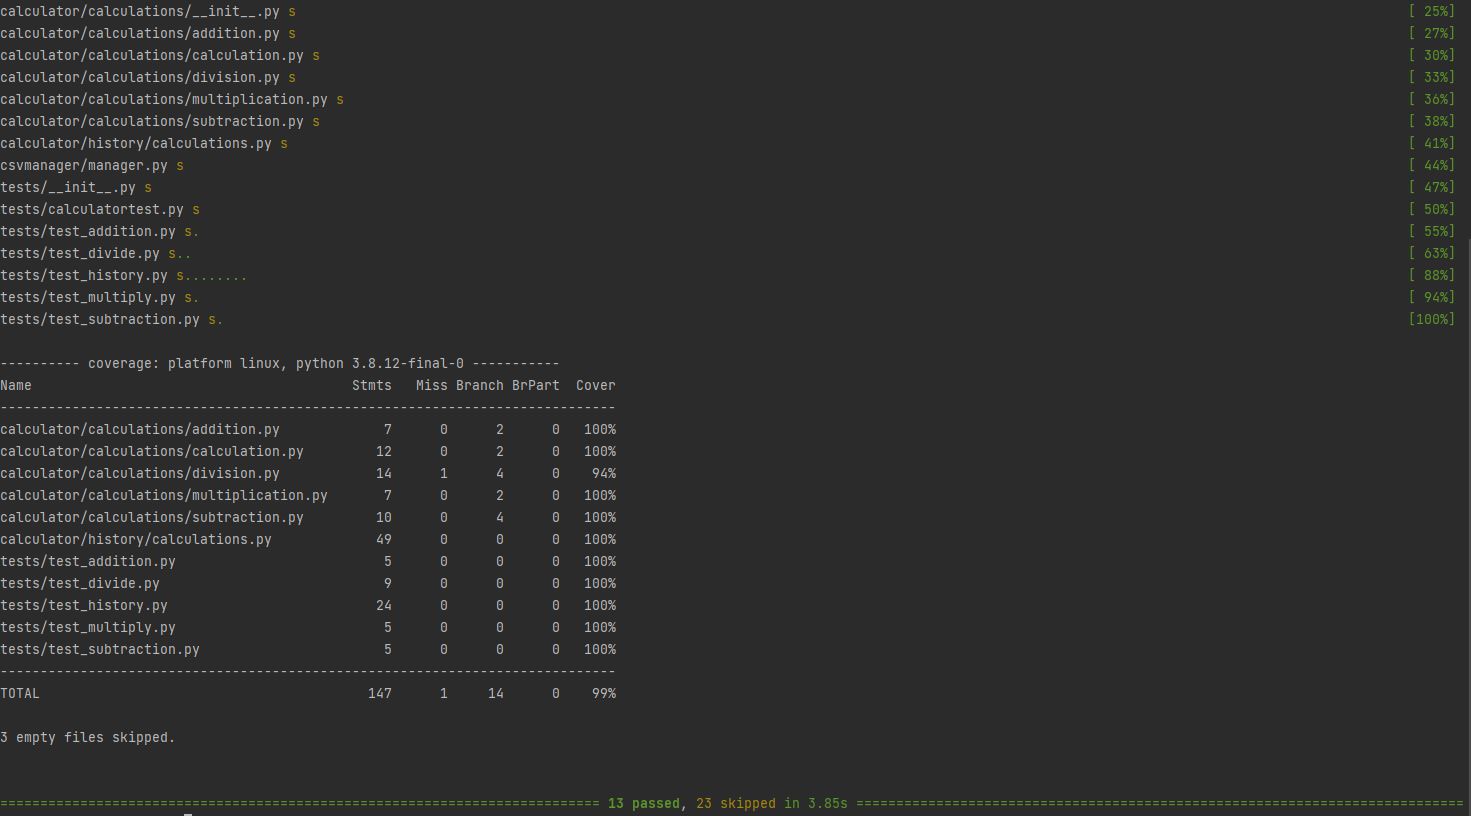 calculator/calculations/__init__.py s [ 25%]
calculator/calculations/addition.py s [ 27%]
calculator/calculations/calculation.py s [ 30%]
calculator/calculations/division.py s [ 33%]
calculator/calculations/multiplication.py s [ 36%]
calculator/calculations/subtraction.py s [ 38%]
calculator/history/calculations.py s [ 41%]
csvmanager/manager.py s [ 44%]
tests/__init__.py s [ 47%]
tests/calculatortest.py s [ 50%]
tests/test_addition.py s. [ 55%]
tests/test_divide.py s.. [ 63%]
tests/test_history.py s........ [ 88%]
tests/test_multiply.py s. [ 94%]
tests/test_subtraction.py s. [100%]
---------- coverage: platform linux, python 3.8.12-final-0 -----------
Name Stmts Miss Branch BrPart Cover
-----------------------------------------------------------------------------
calculator/calculations/addition.py 7 0 2 0 100%
calculator/calculations/calculation.py 12 0 2 0 100%
calculator/calculations/division.py 14 1 4 0 94%
calculator/calculations/multiplication.py 7 0 2 0 100%
calculator/calculations/subtraction.py 10 0 4 0 100%
calculator/history/calculations.py 49 0 0 0 100%
tests/test_addition.py 5 0 0 0 100%
tests/test_divide.py 9 0 0 0 100%
tests/test_history.py 24 0 0 0 100%
tests/test_multiply.py 5 0 0 0 100%
tests/test_subtraction.py 5 0 0 0 100%
-----------------------------------------------------------------------------
TOTAL 147 1 14 0 99%
3 empty files skipped.
=========================================================================== 13 passed, 23 skipped in 3.85s ============================================================================